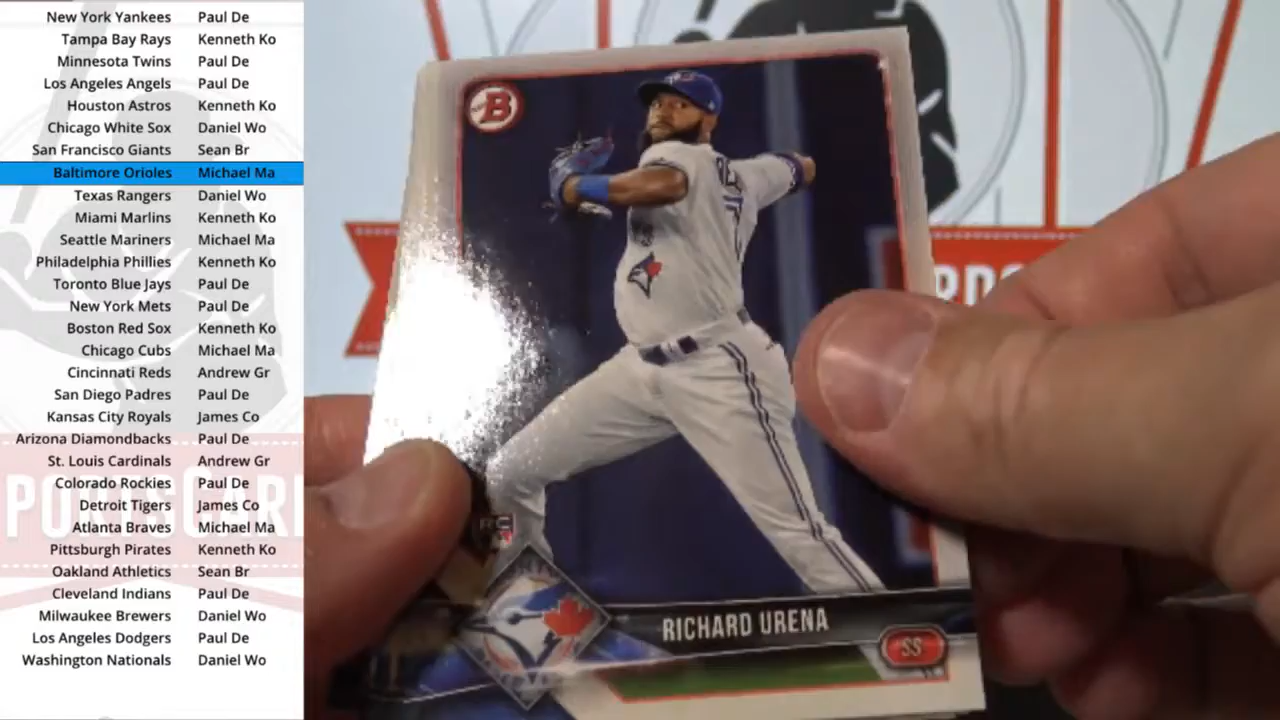 New York Yankees Paul De
Tampa Bay Rays Kenneth Ko
Minnesota Twins Paul De
Los Angeles Angels Paul De
Houston Astros Kenneth Ko
Chicago White Sox Daniel Wo
San Francisco Giants Sean Br
Baltimore Orioles Michael Ma
Texas Rangers Daniel Wo
Miami Marlins Kenneth Ko
Seattle Mariners Michael Ma
Philadelphia Phillies Kenneth Ko
Toronto Blue Jays Paul De
New York Mets Paul De
Boston Red Sox Kenneth Ko
Chicago Cubs Michael Ma
Cincinnati Reds Andrew Gr
San Diego Padres Paul De
Kansas City Royals James Co
Arizona Diamondbacks Paul De
St. Louis Cardinals Andrew Gr
Colorado Rockies Paul De
Detroit Tigers James Co
Atlanta Braves Michael Ma
Pittsburgh Pirates Kenneth Ko
Oakland Athletics Sean Br
Cleveland Indians Paul De
Milwaukee Brewers Daniel Wo
Los Angeles Dodgers Paul De
Washington Nationals Daniel Wo
B
RC
RICHARD URENA
SS